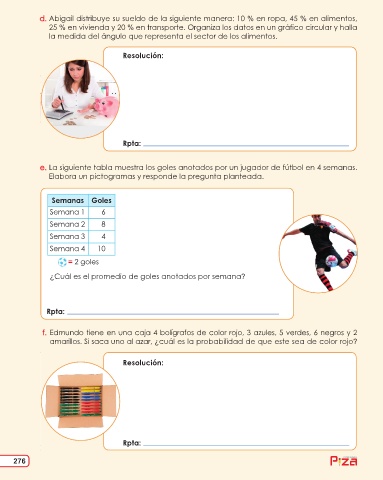 d. Abigail distribuye su sueldo de la siguiente manera: 10 % en ropa, 45 % en alimentos,
25 % en vivienda y 20 % en transporte. Organiza los datos en un gráfico circular y halla
la medida del ángulo que representa el sector de los alimentos.
Resolución:
Rpta:
e. La siguiente tabla muestra los goles anotados por un jugador de fútbol en 4 semanas.
Elabora un pictogramas y responde la pregunta planteada.
Semanas Goles
Semana 1 6
Semana 2 8
Semana 3 4
Semana 4 10
= 2 goles
¿Cuál es el promedio de goles anotados por semana?
Rpta:
f. Edmundo tiene en una caja 4 bolígrafos de color rojo, 3 azules, 5 verdes, 6 negros y 2
amarillos. Si saca uno al azar, ¿cuál es la probabilidad de que este sea de color rojo?
Resolución:
Rpta:
276